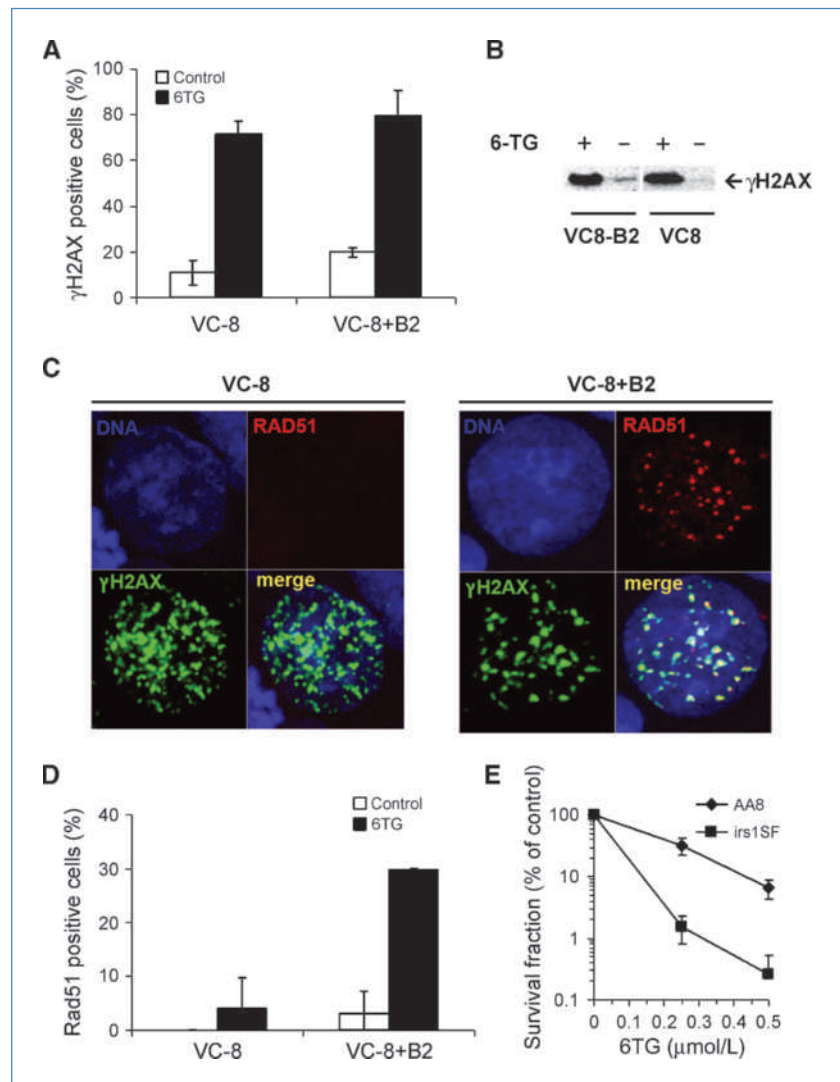 A
γH2AX positive cells (%)
100
80
60
40
20
0
Control
6TG
VC-8
VC-8+B2
B
6-TG + − + −
←γH2AX
VC8-B2 VC8
C
VC-8
DNA
RAD51
γH2AX
merge
VC-8+B2
DNA
RAD51
γH2AX
merge
D
Rad51 positive cells (%)
40
30
20
10
0
Control
6TG
VC-8
VC-8+B2
E
Survival fraction (% of control)
100
10
1
0.1
AA8
irs1SF
0 0.1 0.2 0.3 0.4 0.5
6TG (μmol/L)